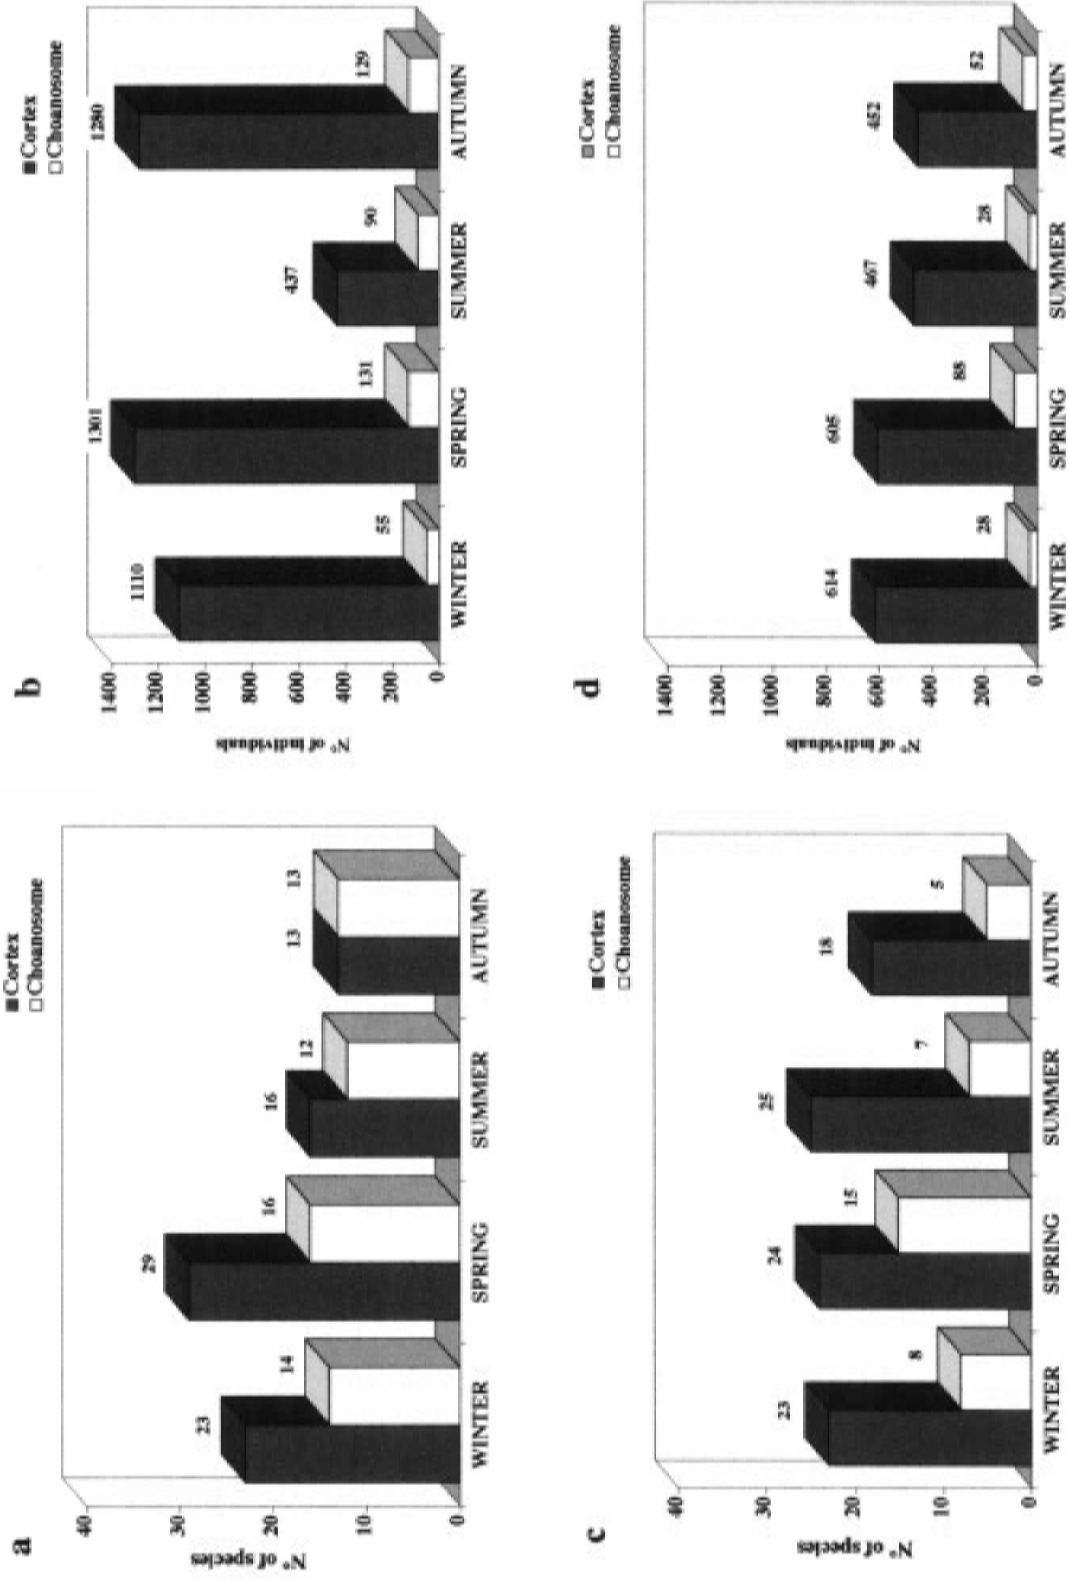 a
■Cortex
□Choanosome
N° of species
40
30
20
10
0
23
14
29
16
16
12
13
13
WINTER
SPRING
SUMMER
AUTUMN
b
■Cortex
□Choanosome
N° of individuals
1400
1200
1000
800
600
400
200
0
1110
55
1301
131
437
90
1280
129
WINTER
SPRING
SUMMER
AUTUMN
c
■Cortex
□Choanosome
N° of species
40
30
20
10
0
23
8
24
15
25
7
18
5
WINTER
SPRING
SUMMER
AUTUMN
d
■Cortex
□Choanosome
N° of individuals
1400
1200
1000
800
600
400
200
0
614
28
605
88
467
28
452
52
WINTER
SPRING
SUMMER
AUTUMN